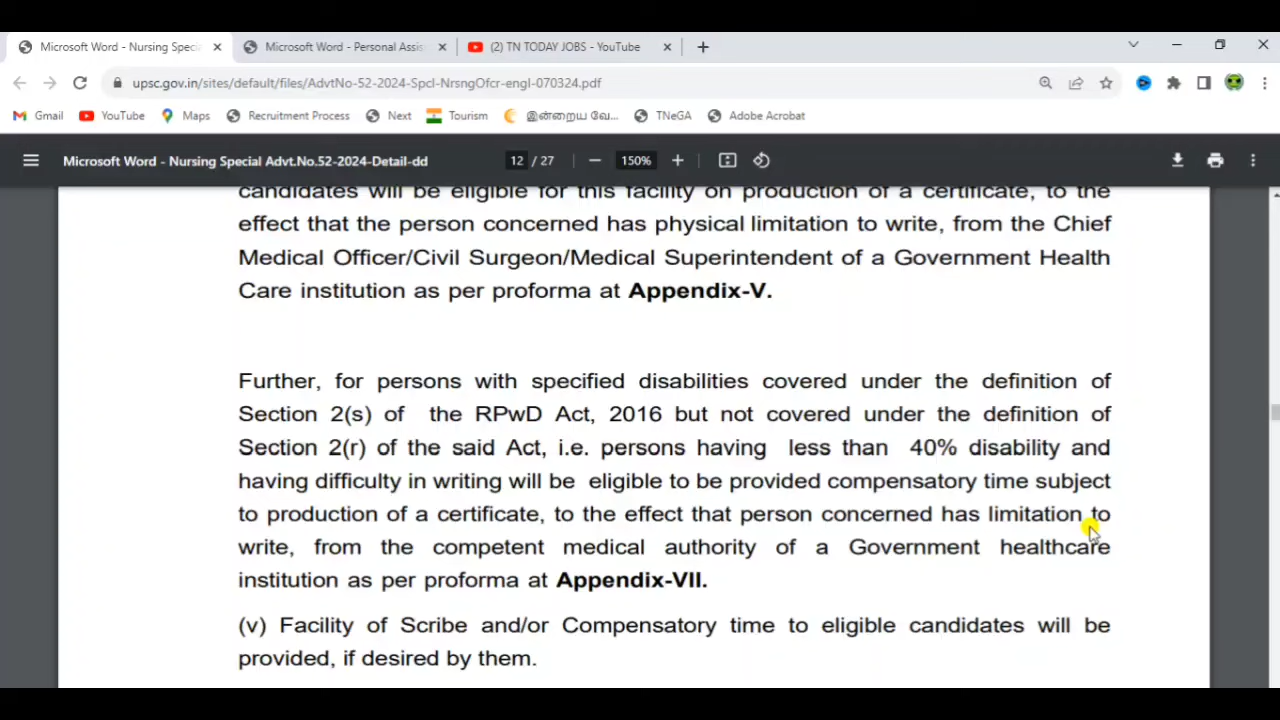 Microsoft Word - Nursing Speci
Microsoft Word - Personal Assis
(2) TN TODAY JOBS - YouTube
upsc.gov.in/sites/default/files/AdvtNo-52-2024-Spcl-NrsngOfcr-engl-070324.pdf
Gmail YouTube Maps Recruitment Process Next Tourism இன்றைய வே... TNeGA Adobe Acrobat
Microsoft Word - Nursing Special Advt.No.52-2024-Detail-dd 12 / 27 150%
candidates will be eligible for this facility on production of a certificate, to the
effect that the person concerned has physical limitation to write, from the Chief
Medical Officer/Civil Surgeon/Medical Superintendent of a Government Health
Care institution as per proforma at Appendix-V.
Further, for persons with specified disabilities covered under the definition of
Section 2(s) of the RPwD Act, 2016 but not covered under the definition of
Section 2(r) of the said Act, i.e. persons having less than 40% disability and
having difficulty in writing will be eligible to be provided compensatory time subject
to production of a certificate, to the effect that person concerned has limitation to
write, from the competent medical authority of a Government healthcare
institution as per proforma at Appendix-VII.
(v) Facility of Scribe and/or Compensatory time to eligible candidates will be
provided, if desired by them.